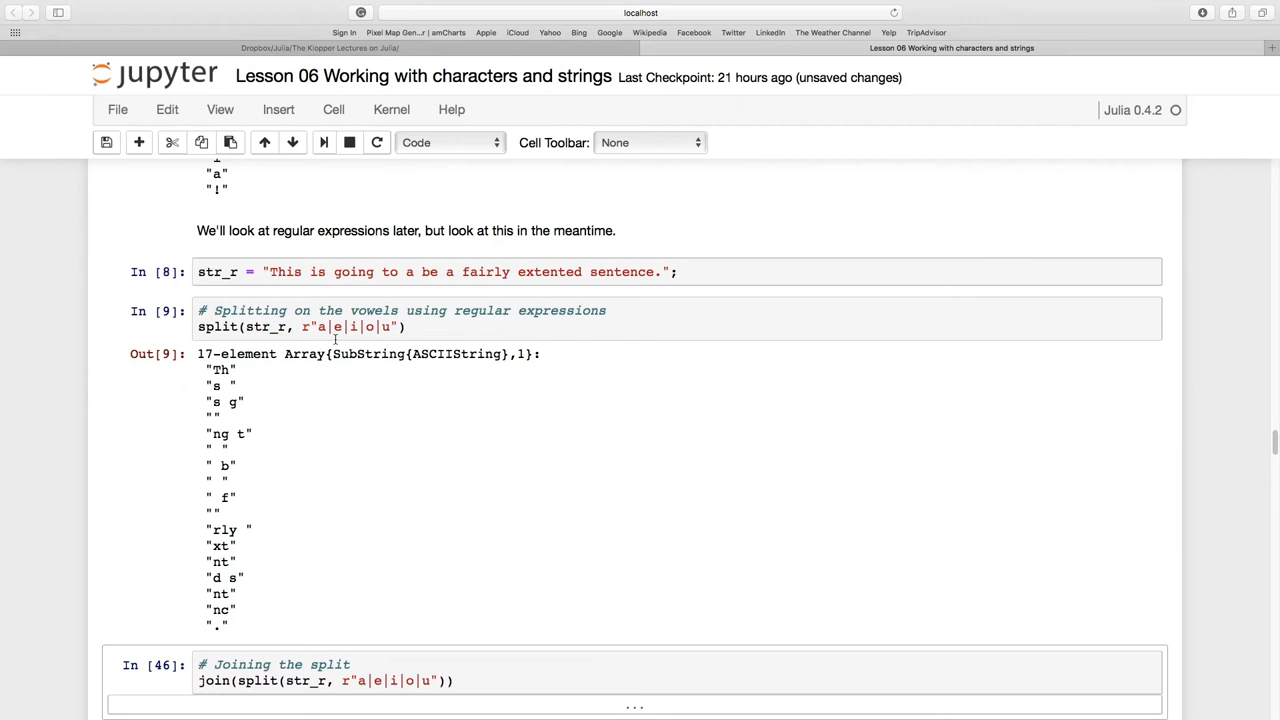 localhost
Sign In Pixel Map Gen...r | amCharts Apple iCloud Yahoo Bing Google Wikipedia Facebook Twitter LinkedIn The Weather Channel Yelp TripAdvisor
Dropbox/Julia/The Klopper Lectures on Julia/ Lesson 06 Working with characters and strings
jupyter Lesson 06 Working with characters and strings Last Checkpoint: 21 hours ago (unsaved changes)
File Edit View Insert Cell Kernel Help Julia 0.4.2
Code Cell Toolbar: None
"a"
"!"
We'll look at regular expressions later, but look at this in the meantime.
In [8]: str_r = "This is going to a be a fairly extented sentence.";
In [9]: # Splitting on the vowels using regular expressions
split(str_r, r"a|e|i|o|u")
Out[9]: 17-element Array{SubString{ASCIIString},1}:
"Th"
"s "
"s g"
""
"ng t"
" "
" b"
" "
" f"
""
"rly "
"xt"
"nt"
"d s"
"nt"
"nc"
"."
In [46]: # Joining the split
join(split(str_r, r"a|e|i|o|u"))
...